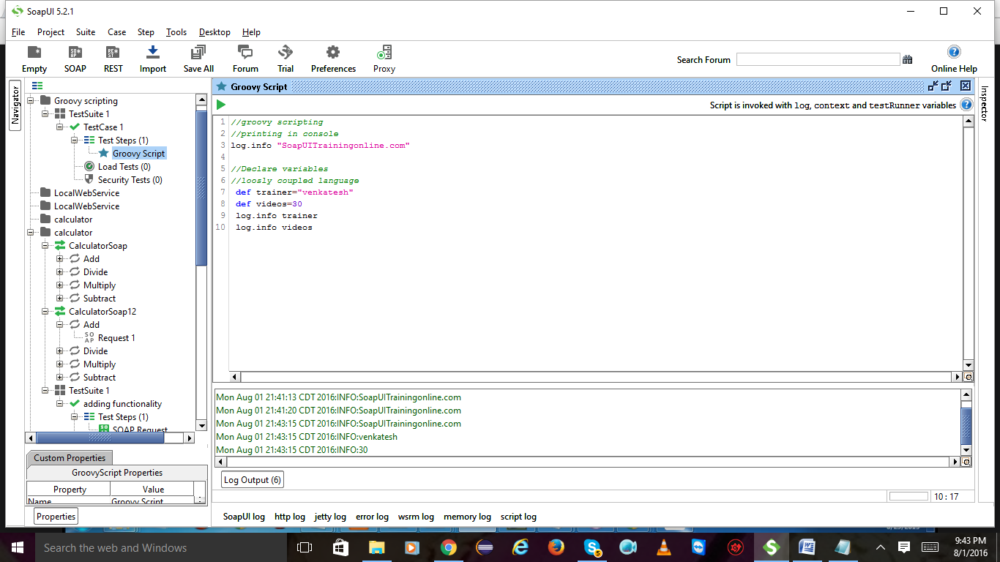 SoapUI 5.2.1
File Project Suite Case Step Tools Desktop Help
Empty SOAP REST Import Save All Forum Trial Preferences Proxy
Search Forum
Online Help
Navigator
Groovy scripting
TestSuite 1
TestCase 1
Test Steps (1)
Groovy Script
Load Tests (0)
Security Tests (0)
LocalWebService
LocalWebService
calculator
calculator
CalculatorSoap
Add
Divide
Multiply
Subtract
CalculatorSoap12
Add
Request 1
Divide
Multiply
Subtract
TestSuite 1
adding functionality
Test Steps (1)
SOAP Request
Custom Properties
GroovyScript Properties
Property Value
Name Groovy Script
Properties
Groovy Script
Script is invoked with log, context and testRunner variables
1 //groovy scripting
2 //printing in console
3 log.info "SoapUITrainingonline.com"
4
5 //Declare variables
6 //loosly coupled language
7 def trainer="venkatesh"
8 def videos=30
9 log.info trainer
10 log.info videos
Inspector
Mon Aug 01 21:41:13 CDT 2016:INFO:SoapUITrainingonline.com
Mon Aug 01 21:41:20 CDT 2016:INFO:SoapUITrainingonline.com
Mon Aug 01 21:43:15 CDT 2016:INFO:SoapUITrainingonline.com
Mon Aug 01 21:43:15 CDT 2016:INFO:venkatesh
Mon Aug 01 21:43:15 CDT 2016:INFO:30
Log Output (6)
10 : 17
SoapUI log http log jetty log error log wsrm log memory log script log
Search the web and Windows
5
9:43 PM
8/1/2016